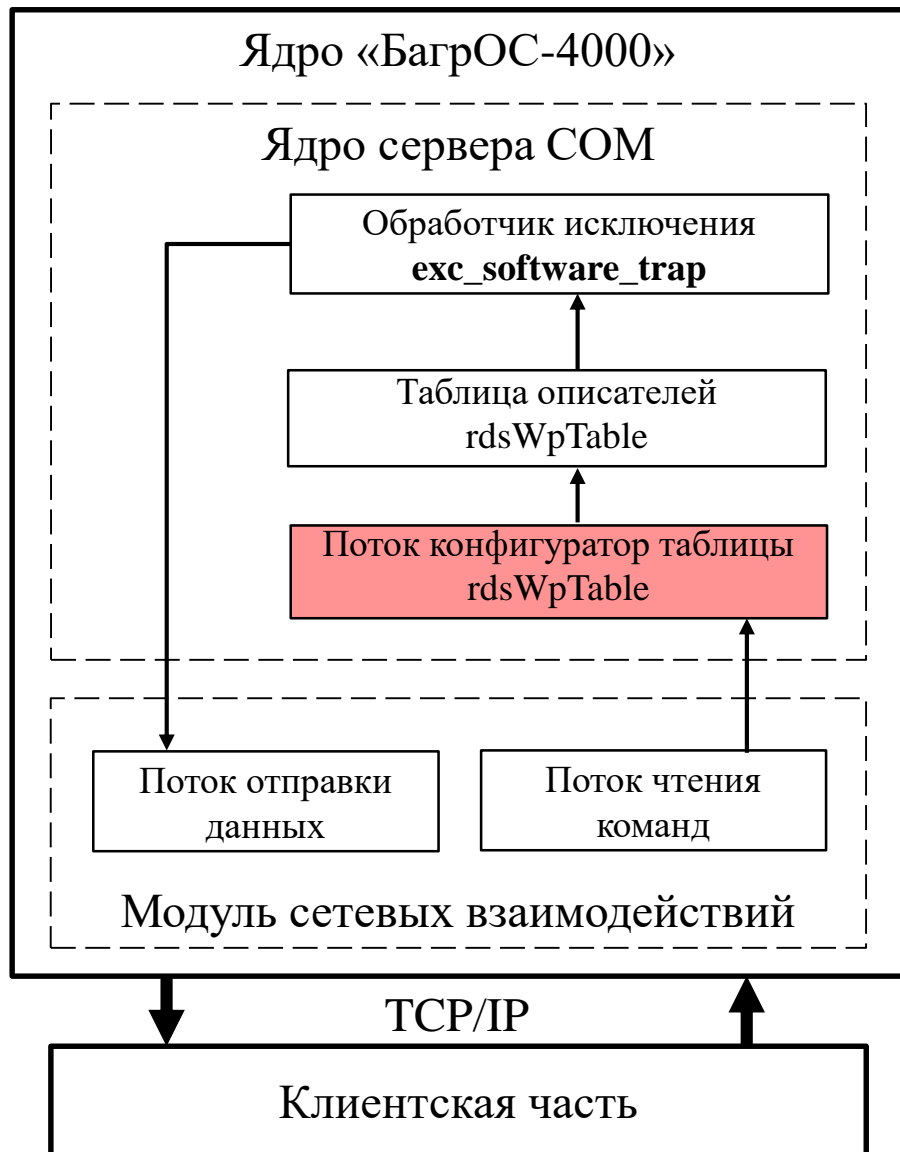 Ядро «БагрОС-4000»
Ядро сервера СОМ
Обработчик исключения
exc_software_trap
Таблица описателей
rdsWpTable
Поток конфигуратор таблицы
rdsWpTable
Поток отправки
данных
Поток чтения
команд
Модуль сетевых взаимодействий
TCP/IP
Клиентская часть